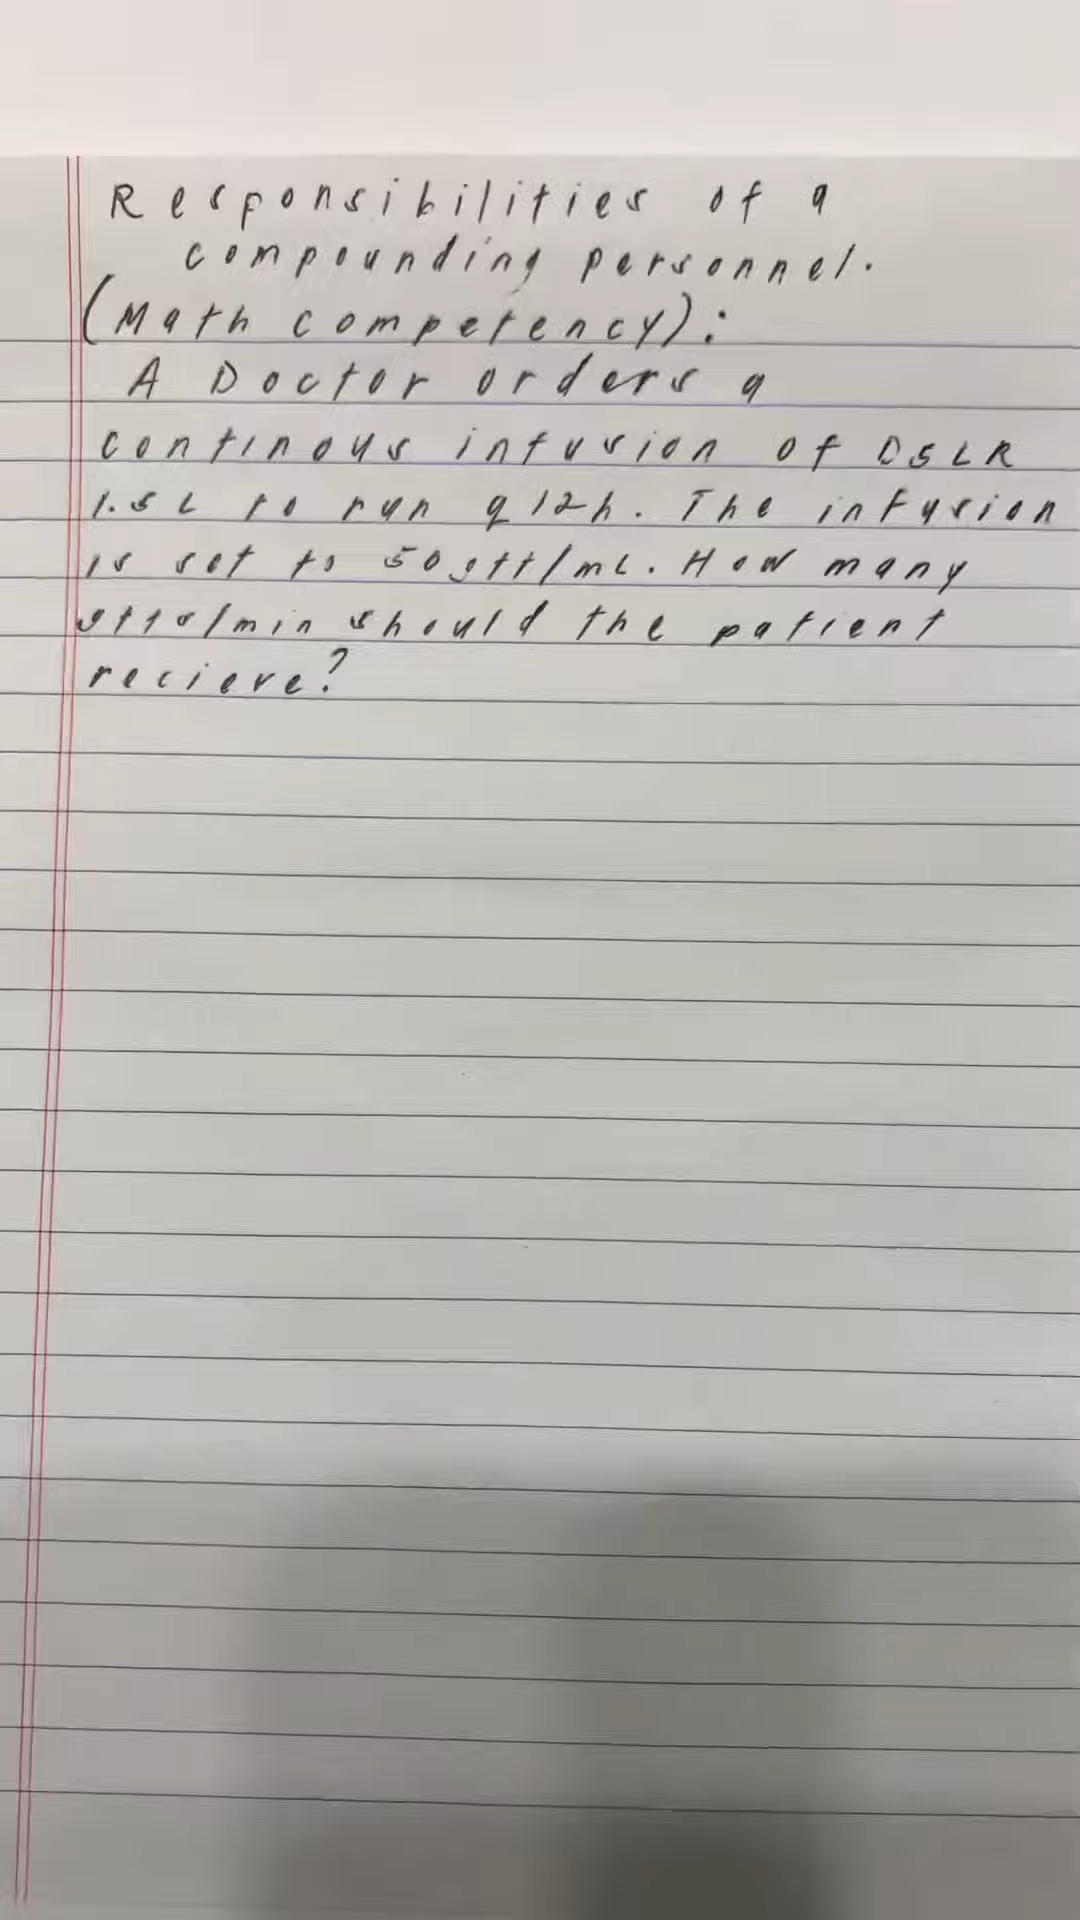 Responsibilities of a
compounding personnel.
(Math competency):
A Doctor orders a
continous infusion of D5LR
1.5 L to run q12h. The infusion
is set to 50gtt/mL. How many
gtts/min should the patient
recieve?